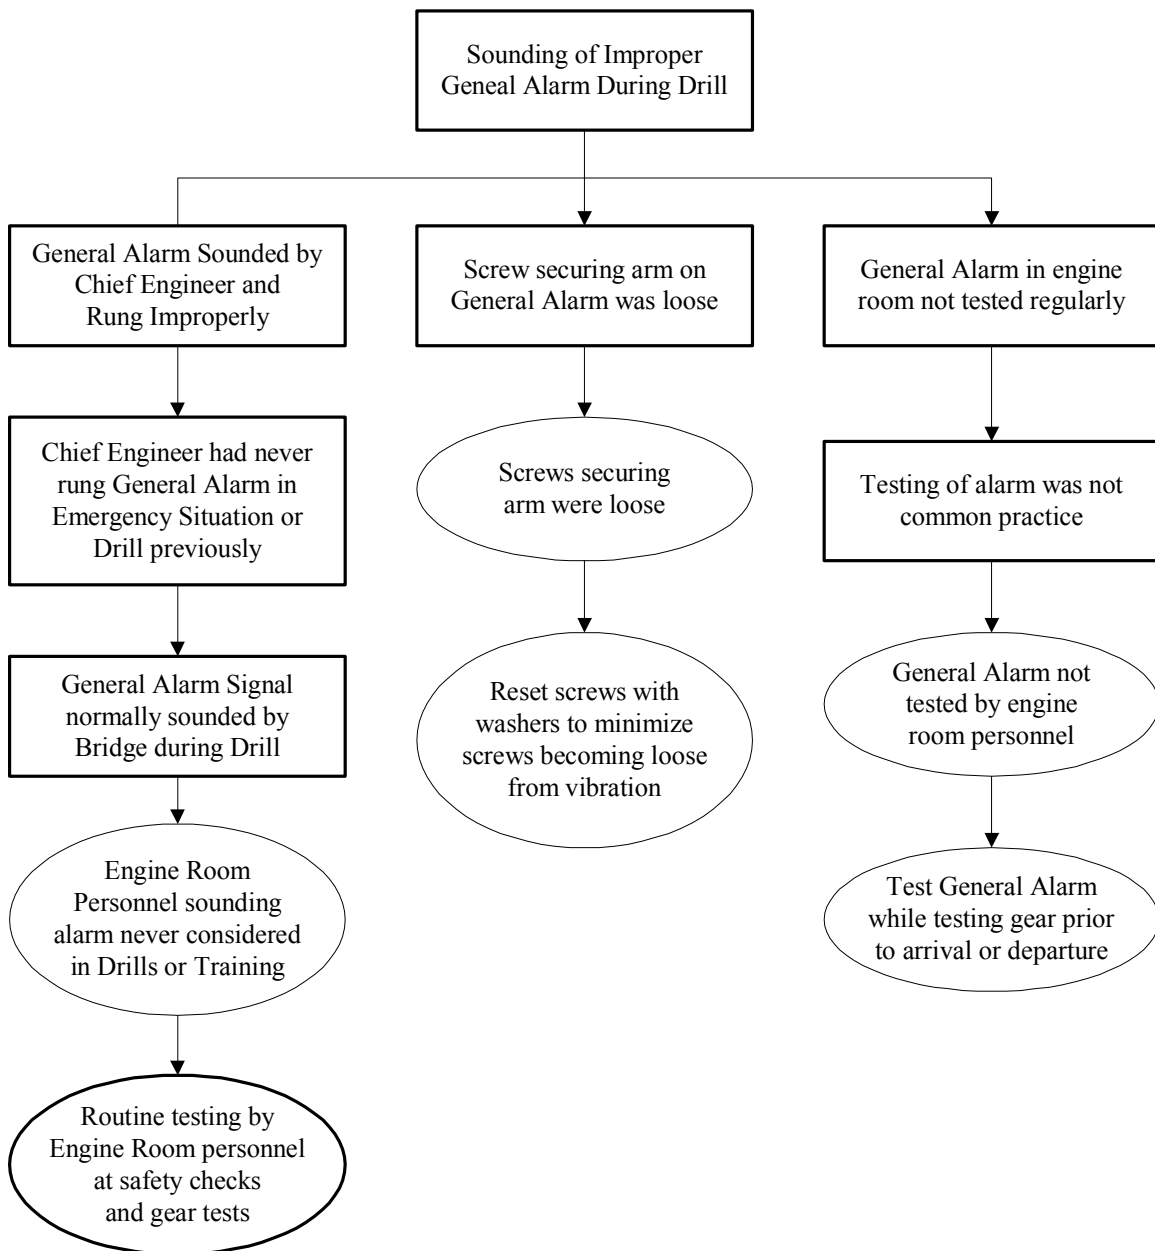 Sounding of Improper
Geneal Alarm During Drill
General Alarm Sounded by
Chief Engineer and
Rung Improperly
Screw securing arm on
General Alarm was loose
General Alarm in engine
room not tested regularly
Chief Engineer had never
rung General Alarm in
Emergency Situation or
Drill previously
Screws securing
arm were loose
Testing of alarm was not
common practice
General Alarm Signal
normally sounded by
Bridge during Drill
Reset screws with
washers to minimize
screws becoming loose
from vibration
General Alarm not
tested by engine
room personnel
Engine Room
Personnel sounding
alarm never considered
in Drills or Training
Test General Alarm
while testing gear prior
to arrival or departure
Routine testing by
Engine Room personnel
at safety checks
and gear tests